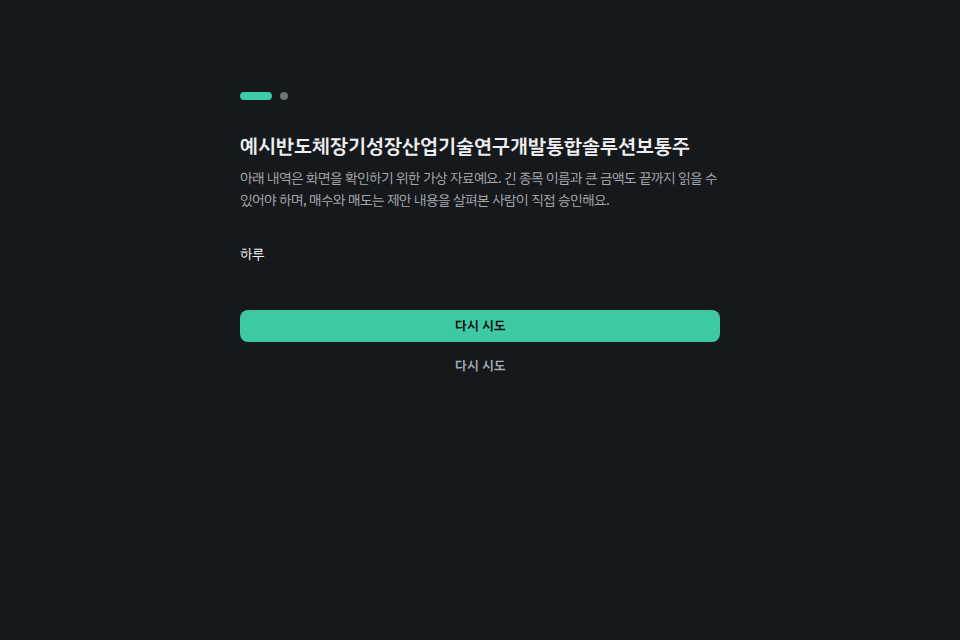 예시반도체장기성장산업기술연구개발통합솔루션보통주
아래 내역은 화면을 확인하기 위한 가상 자료예요. 긴 종목 이름과 큰 금액도 끝까지 읽을 수
있어야 하며, 매수와 매도는 제안 내용을 살펴본 사람이 직접 승인해요.
하루
다시 시도
다시 시도